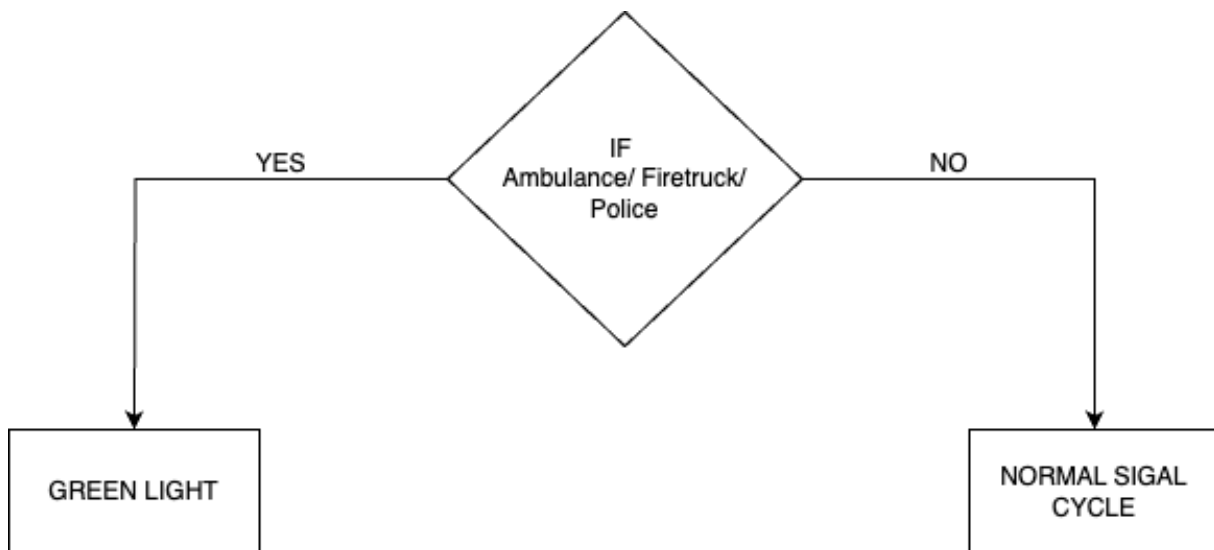 IF
Ambulance/ Firetruck/
Police
YES
NO
GREEN LIGHT
NORMAL SIGAL
CYCLE